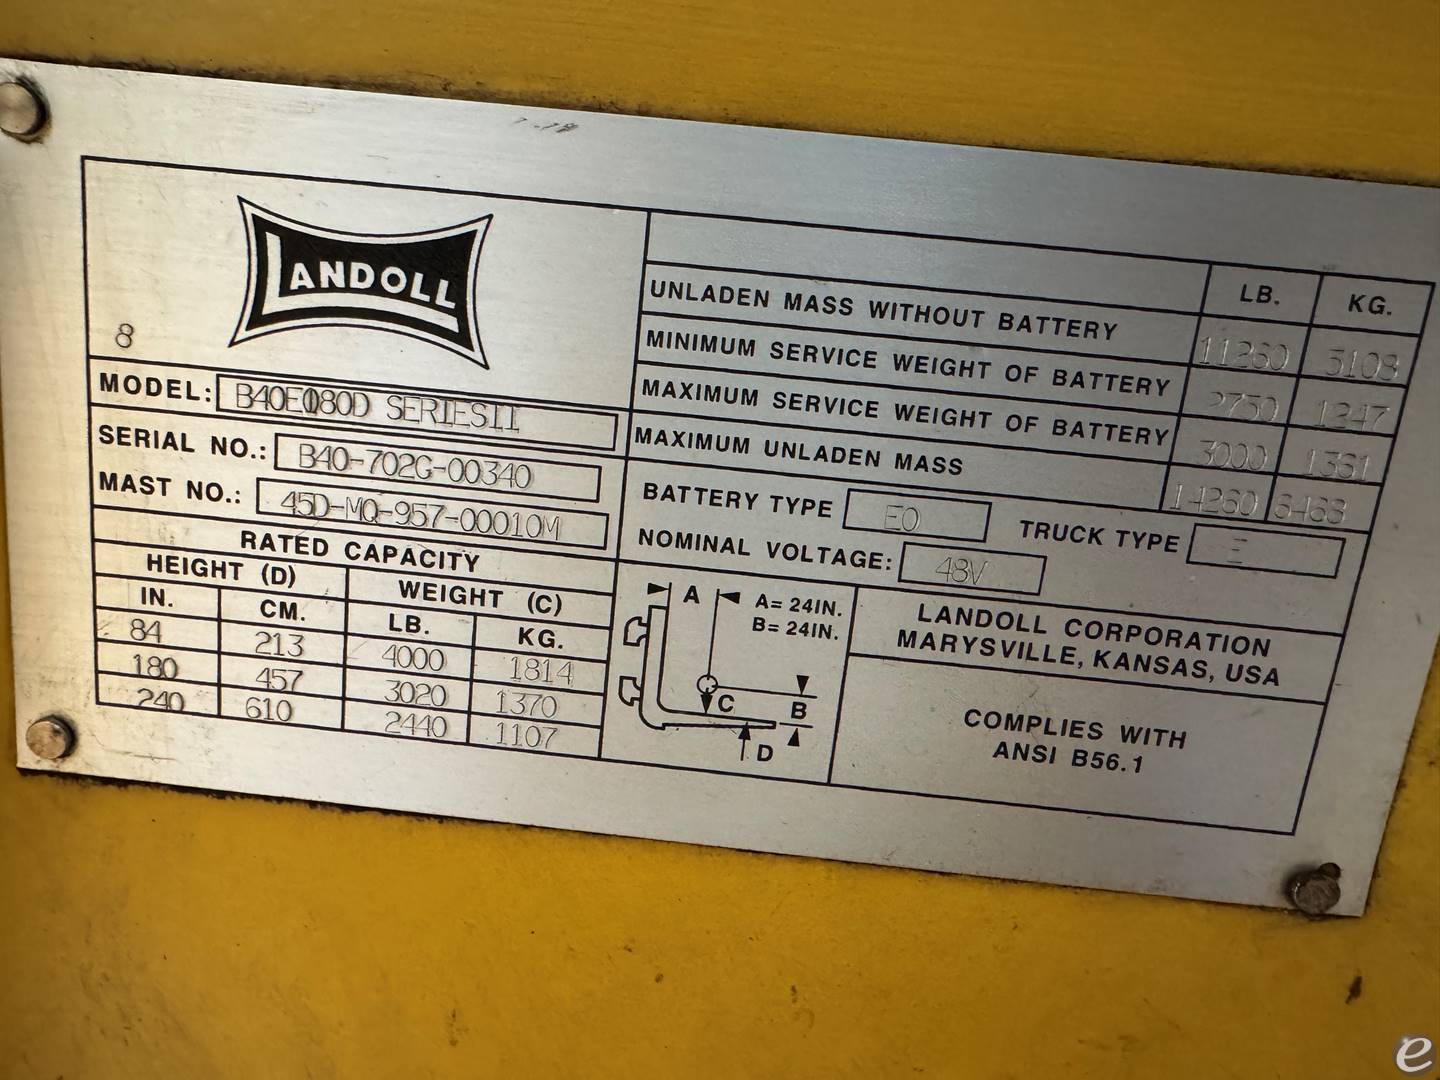 LANDOLL
8
MODEL: B40E080D SERIESII
SERIAL NO.: B40-702G-00340
MAST NO.: 45D-MQ-957-00010M
RATED CAPACITY
HEIGHT (D) WEIGHT (C)
IN. CM. LB. KG.
84 213 4000 1814
180 457 3020 1370
240 610 2440 1107
LB. KG.
UNLADEN MASS WITHOUT BATTERY 11260 5108
MINIMUM SERVICE WEIGHT OF BATTERY 2750 1247
MAXIMUM SERVICE WEIGHT OF BATTERY 3000 1361
MAXIMUM UNLADEN MASS 14260 6468
BATTERY TYPE EO TRUCK TYPE E
NOMINAL VOLTAGE: 48V
A A= 24IN.
B= 24IN.
C
B
D
LANDOLL CORPORATION
MARYSVILLE, KANSAS, USA
COMPLIES WITH
ANSI B56.1
e